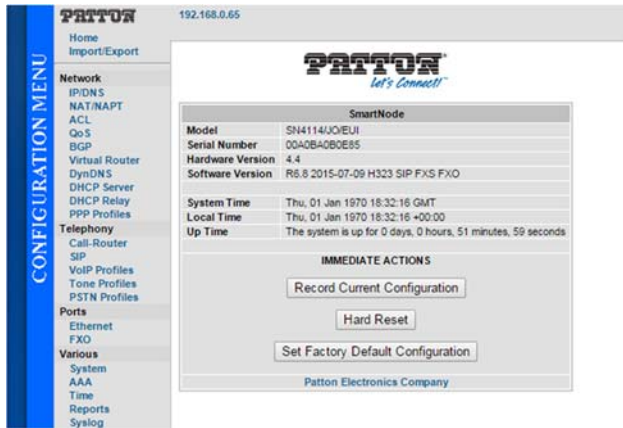 PATTON
192.168.0.65
CONFIGURATION MENU
Home
Import/Export
Network
IP/DNS
NAT/NAPT
ACL
QoS
BGP
Virtual Router
DynDNS
DHCP Server
DHCP Relay
PPP Profiles
Telephony
Call-Router
SIP
VoIP Profiles
Tone Profiles
PSTN Profiles
Ports
Ethernet
FXO
Various
System
AAA
Time
Reports
Syslog
PATTON
Let's Connect!
SmartNode
Model SN4114/JO/EUI
Serial Number 00A0BA0B0E85
Hardware Version 4.4
Software Version R6.8 2015-07-09 H323 SIP FXS FXO
System Time Thu, 01 Jan 1970 18:32:16 GMT
Local Time Thu, 01 Jan 1970 18:32:16 +00:00
Up Time The system is up for 0 days, 0 hours, 51 minutes, 59 seconds
IMMEDIATE ACTIONS
Record Current Configuration
Hard Reset
Set Factory Default Configuration
Patton Electronics Company